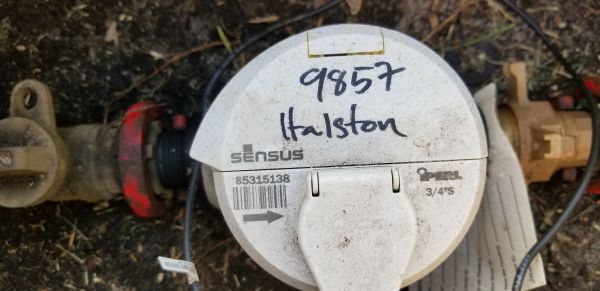 9857
Halston
SENSUS
85315138
iPERL
3/4"S